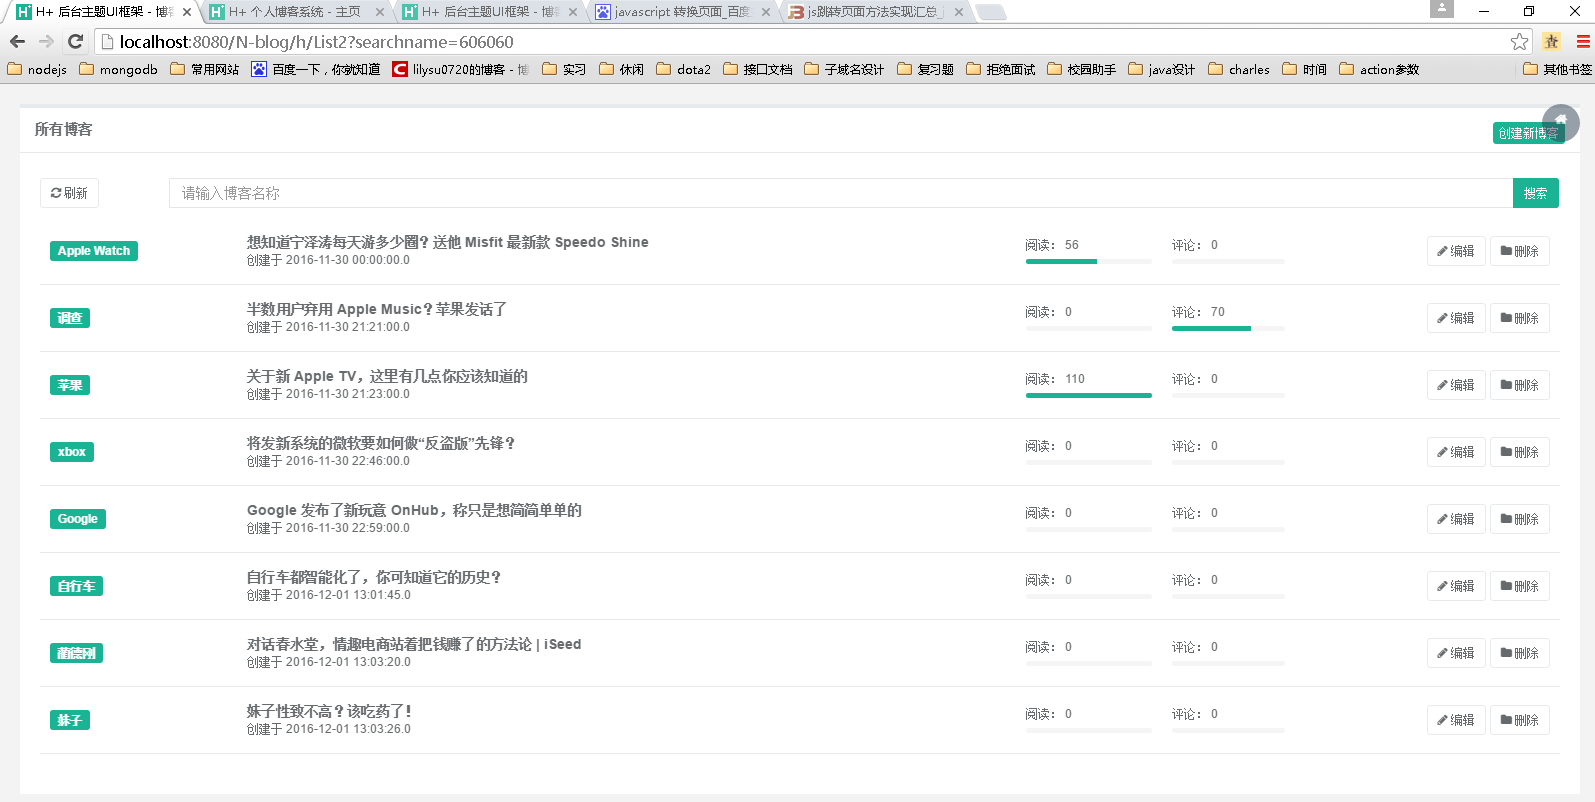 H+ 后台主题UI框架 - 博
H+ 个人博客系统 - 主页
H+ 后台主题UI框架 - 博
javascript 转换页面_百度
js跳转页面方法实现汇总_
localhost:8080/N-blog/h/List2?searchname=606060
查
nodejs
mongodb
常用网站
百度一下，你就知道
lilysu0720的博客 - 博
实习
休闲
dota2
接口文档
子域名设计
复习题
拒绝面试
校园助手
java设计
charles
时间
action参数
其他书签
所有博客
创建新博客
刷新
请输入博客名称
搜索
Apple Watch
想知道宁泽涛每天游多少圈？送他 Misfit 最新款 Speedo Shine
创建于 2016-11-30 00:00:00.0
阅读： 56
评论： 0
编辑
删除
调查
半数用户弃用 Apple Music？苹果发话了
创建于 2016-11-30 21:21:00.0
阅读： 0
评论： 70
编辑
删除
苹果
关于新 Apple TV，这里有几点你应该知道的
创建于 2016-11-30 21:23:00.0
阅读： 110
评论： 0
编辑
删除
xbox
将发新系统的微软要如何做“反盗版”先锋？
创建于 2016-11-30 22:46:00.0
阅读： 0
评论： 0
编辑
删除
Google
Google 发布了新玩意 OnHub，称只是想简简单单的
创建于 2016-11-30 22:59:00.0
阅读： 0
评论： 0
编辑
删除
自行车
自行车都智能化了，你可知道它的历史？
创建于 2016-12-01 13:01:45.0
阅读： 0
评论： 0
编辑
删除
蔺德刚
对话春水堂，情趣电商站着把钱赚了的方法论 | iSeed
创建于 2016-12-01 13:03:20.0
阅读： 0
评论： 0
编辑
删除
妹子
妹子性致不高？该吃药了！
创建于 2016-12-01 13:03:26.0
阅读： 0
评论： 0
编辑
删除